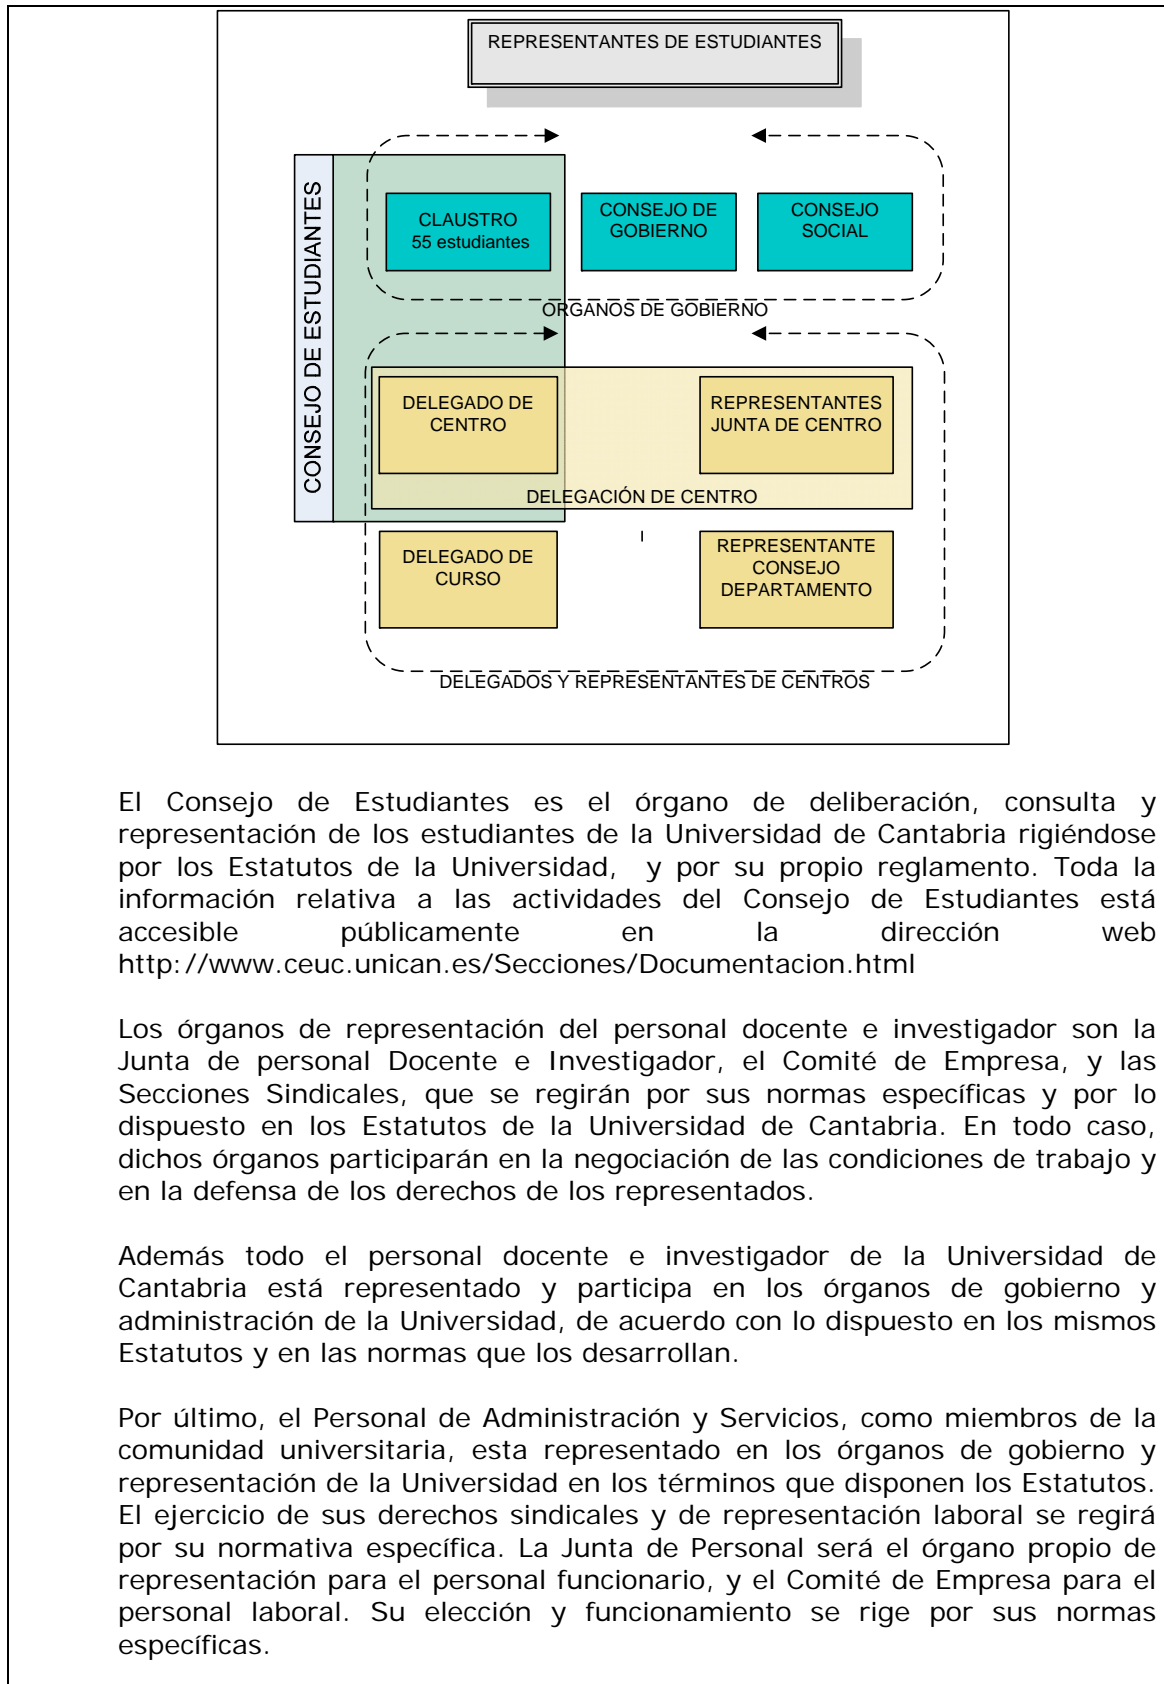 REPRESENTANTES DE ESTUDIANTES
CONSEJO DE ESTUDIANTES
CLAUSTRO
55 estudiantes
CONSEJO DE
GOBIERNO
CONSEJO
SOCIAL
ORGANOS DE GOBIERNO
DELEGADO DE
CENTRO
REPRESENTANTES
JUNTA DE CENTRO
DELEGACIÓN DE CENTRO
DELEGADO DE
CURSO
REPRESENTANTE
CONSEJO
DEPARTAMENTO
DELEGADOS Y REPRESENTANTES DE CENTROS
El Consejo de Estudiantes es el órgano de deliberación, consulta y
representación de los estudiantes de la Universidad de Cantabria rigiéndose
por los Estatutos de la Universidad, y por su propio reglamento. Toda la
información relativa a las actividades del Consejo de Estudiantes está
accesible públicamente en la dirección web
http://www.ceuc.unican.es/Secciones/Documentacion.html
Los órganos de representación del personal docente e investigador son la
Junta de personal Docente e Investigador, el Comité de Empresa, y las
Secciones Sindicales, que se regirán por sus normas específicas y por lo
dispuesto en los Estatutos de la Universidad de Cantabria. En todo caso,
dichos órganos participarán en la negociación de las condiciones de trabajo y
en la defensa de los derechos de los representados.
Además todo el personal docente e investigador de la Universidad de
Cantabria está representado y participa en los órganos de gobierno y
administración de la Universidad, de acuerdo con lo dispuesto en los mismos
Estatutos y en las normas que los desarrollan.
Por último, el Personal de Administración y Servicios, como miembros de la
comunidad universitaria, esta representado en los órganos de gobierno y
representación de la Universidad en los términos que disponen los Estatutos.
El ejercicio de sus derechos sindicales y de representación laboral se regirá
por su normativa específica. La Junta de Personal será el órgano propio de
representación para el personal funcionario, y el Comité de Empresa para el
personal laboral. Su elección y funcionamiento se rige por sus normas
específicas.